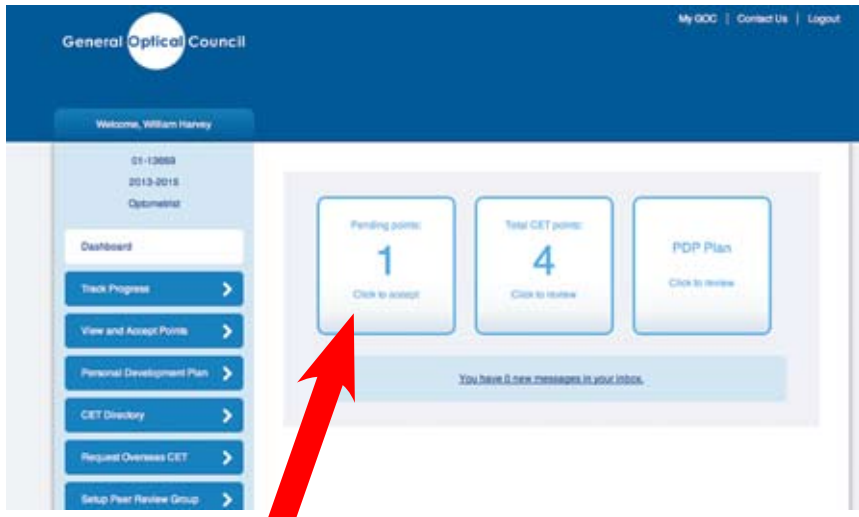 My GOC | Contact Us | Logout
General Optical Council
Welcome, William Harvey
01-13669
2013-2015
Optometrist
Dashboard
Track Progress
View and Accept Points
Personal Development Plan
CET Directory
Request Overseas CET
Setup Peer Review Group
Pending points:
1
Click to accept
Total CET points:
4
Click to review
PDP Plan
Click to review
You have 0 new messages in your inbox.